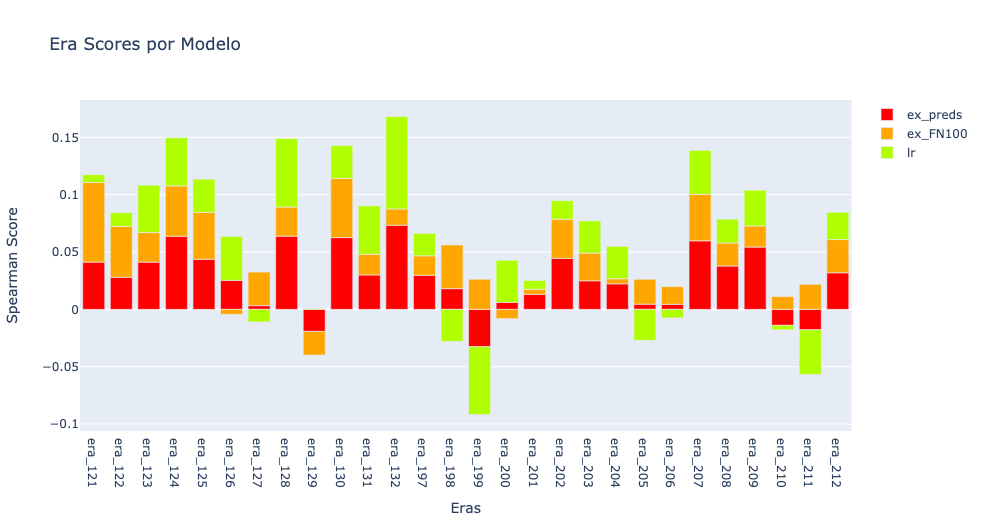 Era Scores por Modelo
ex_preds
ex_FN100
lr
Spearman Score
0.15
0.1
0.05
0
−0.05
−0.1
era_121
era_122
era_123
era_124
era_125
era_126
era_127
era_128
era_129
era_130
era_131
era_132
era_197
era_198
era_199
era_200
era_201
era_202
era_203
era_204
era_205
era_206
era_207
era_208
era_209
era_210
era_211
era_212
Eras